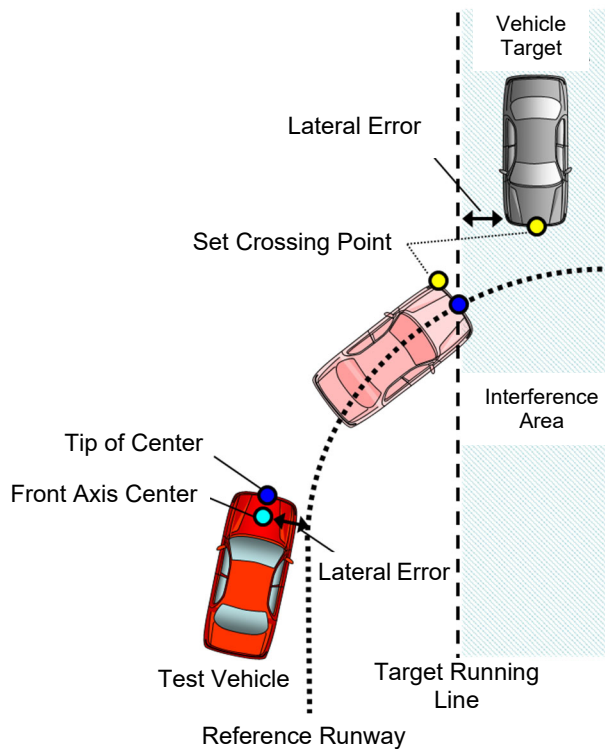 Vehicle
Target
Lateral Error
Set Crossing Point
Interference
Area
Tip of Center
Front Axis Center
Lateral Error
Test Vehicle
Target Running
Line
Reference Runway